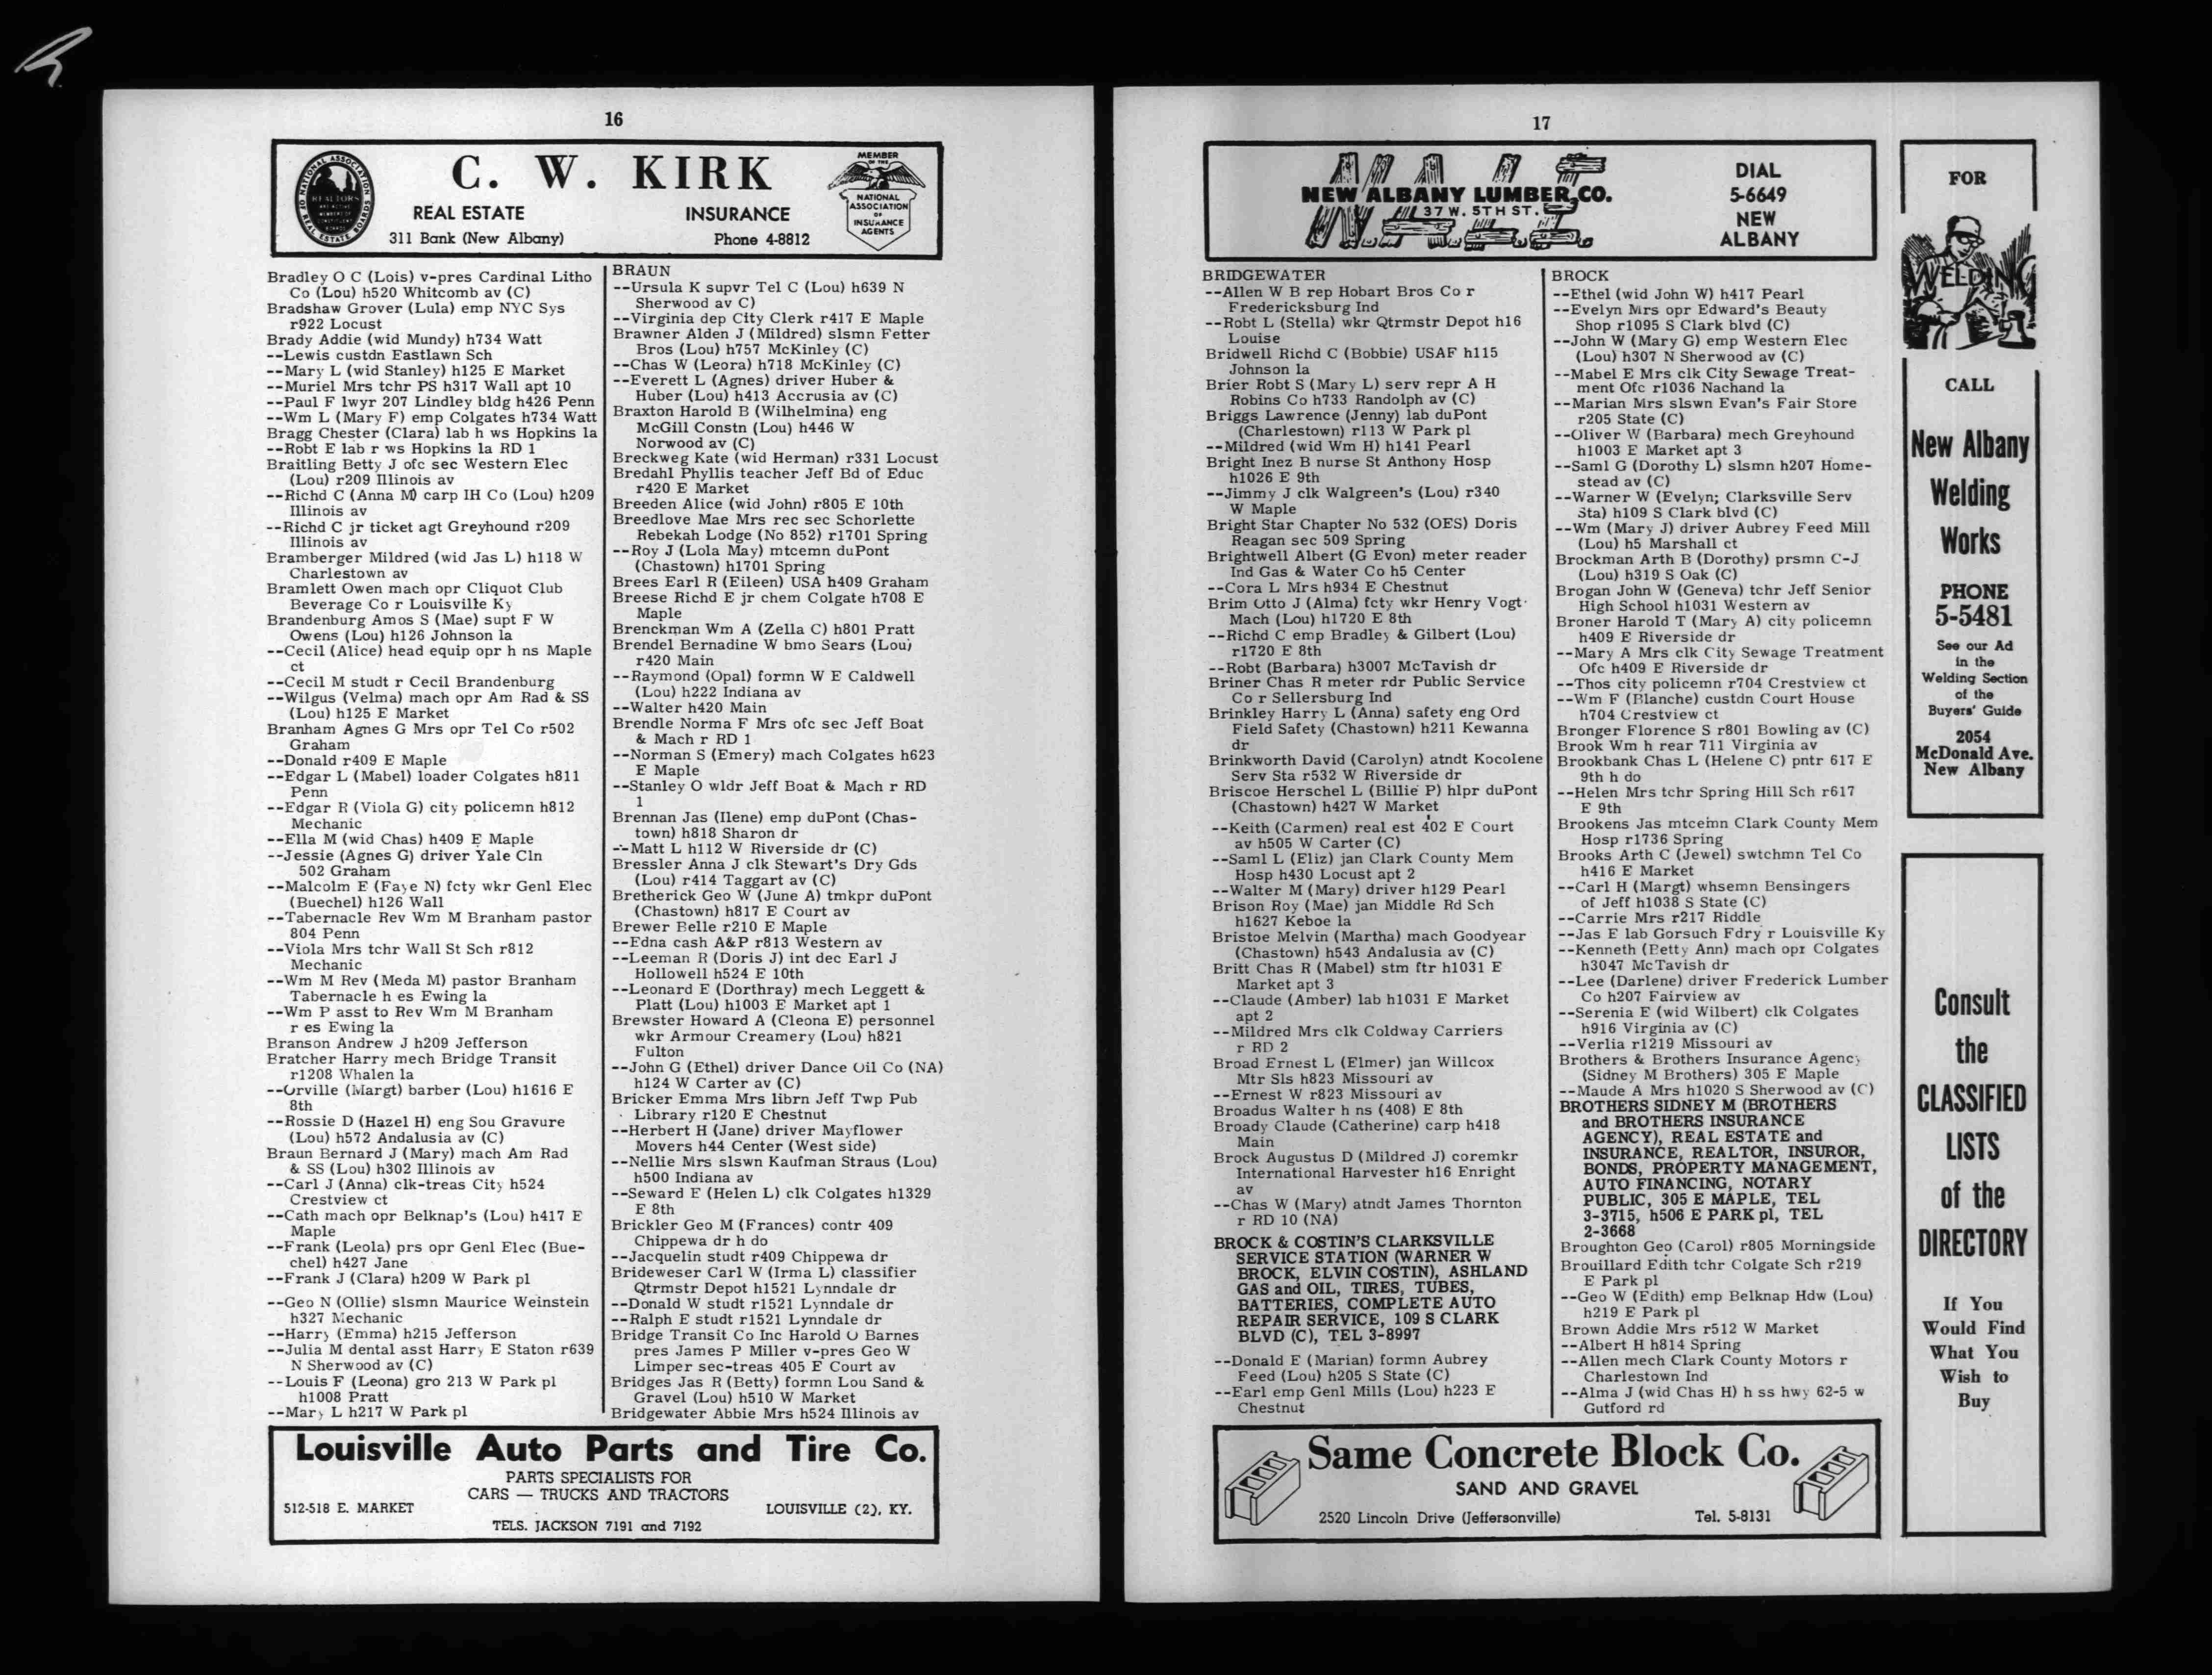 16
C. W. KIRK
REAL ESTATE INSURANCE
311 Bank (New Albany) Phone 4-8812
REALTORS
MEMBER
OF THE
NATIONAL
ASSOCIATION
OF
INSURANCE
AGENTS
Bradley O C (Lois) v-pres Cardinal Litho
Co (Lou) h520 Whitcomb av (C)
Bradshaw Grover (Lula) emp NYC Sys
r922 Locust
Brady Addie (wid Mundy) h734 Watt
--Lewis custdn Eastlawn Sch
--Mary L (wid Stanley) h125 E Market
--Muriel Mrs tchr PS h317 Wall apt 10
--Paul F lwyr 207 Lindley bldg h426 Penn
--Wm L (Mary F) emp Colgates h734 Watt
Bragg Chester (Clara) lab h ws Hopkins la
--Robt E lab r ws Hopkins la RD 1
Braitling Betty J ofc sec Western Elec
(Lou) r209 Illinois av
--Richd C (Anna M) carp IH Co (Lou) h209
Illinois av
--Richd C jr ticket agt Greyhound r209
Illinois av
Bramberger Mildred (wid Jas L) h118 W
Charlestown av
Bramlett Owen mach opr Cliquot Club
Beverage Co r Louisville Ky
Brandenburg Amos S (Mae) supt F W
Owens (Lou) h126 Johnson la
--Cecil (Alice) head equip opr h ns Maple
ct
--Cecil M studt r Cecil Brandenburg
--Wilgus (Velma) mach opr Am Rad & SS
(Lou) h125 E Market
Branham Agnes G Mrs opr Tel Co r502
Graham
--Donald r409 E Maple
--Edgar L (Mabel) loader Colgates h811
Penn
--Edgar R (Viola G) city policemn h812
Mechanic
--Ella M (wid Chas) h409 E Maple
--Jessie (Agnes G) driver Yale Cln
502 Graham
--Malcolm E (Faye N) fcty wkr Genl Elec
(Buechel) h126 Wall
--Tabernacle Rev Wm M Branham pastor
804 Penn
--Viola Mrs tchr Wall St Sch r812
Mechanic
--Wm M Rev (Meda M) pastor Branham
Tabernacle h es Ewing la
--Wm P asst to Rev Wm M Branham
r es Ewing la
Branson Andrew J h209 Jefferson
Bratcher Harry mech Bridge Transit
r1208 Whalen la
--Orville (Margt) barber (Lou) h1616 E
8th
--Rossie D (Hazel H) eng Sou Gravure
(Lou) h572 Andalusia av (C)
Braun Bernard J (Mary) mach Am Rad
& SS (Lou) h302 Illinois av
--Carl J (Anna) clk-treas City h524
Crestview ct
--Cath mach opr Belknap's (Lou) h417 E
Maple
--Frank (Leola) prs opr Genl Elec (Bue-
chel) h427 Jane
--Frank J (Clara) h209 W Park pl
--Geo N (Ollie) slsmn Maurice Weinstein
h327 Mechanic
--Harry (Emma) h215 Jefferson
--Julia M dental asst Harry E Staton r639
N Sherwood av (C)
--Louis F (Leona) gro 213 W Park pl
h1008 Pratt
--Mary L h217 W Park pl
BRAUN
--Ursula K supvr Tel C (Lou) h639 N
Sherwood av C)
--Virginia dep City Clerk r417 E Maple
Brawner Alden J (Mildred) slsmn Fetter
Bros (Lou) h757 McKinley (C)
--Chas W (Leora) h718 McKinley (C)
--Everett L (Agnes) driver Huber &
Huber (Lou) h413 Accrusia av (C)
Braxton Harold B (Wilhelmina) eng
McGill Constn (Lou) h446 W
Norwood av (C)
Breckweg Kate (wid Herman) r331 Locust
Bredahl Phyllis teacher Jeff Bd of Educ
r420 E Market
Breeden Alice (wid John) r805 E 10th
Breedlove Mae Mrs rec sec Schorlette
Rebekah Lodge (No 852) r1701 Spring
--Roy J (Lola May) mtcemn duPont
(Chastown) h1701 Spring
Brees Earl R (Eileen) USA h409 Graham
Breese Richd E jr chem Colgate h708 E
Maple
Brenckman Wm A (Zella C) h801 Pratt
Brendel Bernadine W bmo Sears (Lou)
r420 Main
--Raymond (Opal) formn W E Caldwell
(Lou) h222 Indiana av
--Walter h420 Main
Brendle Norma F Mrs ofc sec Jeff Boat
& Mach r RD 1
--Norman S (Emery) mach Colgates h623
E Maple
--Stanley O wldr Jeff Boat & Mach r RD
1
Brennan Jas (Ilene) emp duPont (Chas-
town) h818 Sharon dr
--Matt L h112 W Riverside dr (C)
Bressler Anna J clk Stewart's Dry Gds
(Lou) r414 Taggart av (C)
Bretherick Geo W (June A) tmkpr duPont
(Chastown) h817 E Court av
Brewer Belle r210 E Maple
--Edna cash A&P r813 Western av
--Leeman R (Doris J) int dec Earl J
Hollowell h524 E 10th
--Leonard E (Dorthray) mech Leggett &
Platt (Lou) h1003 E Market apt 1
Brewster Howard A (Cleona E) personnel
wkr Armour Creamery (Lou) h821
Fulton
--John G (Ethel) driver Dance Oil Co (NA)
h124 W Carter av (C)
Bricker Emma Mrs librn Jeff Twp Pub
Library r120 E Chestnut
--Herbert H (Jane) driver Mayflower
Movers h44 Center (West side)
--Nellie Mrs slswn Kaufman Straus (Lou)
h500 Indiana av
--Seward E (Helen L) clk Colgates h1329
E 8th
Brickler Geo M (Frances) contr 409
Chippewa dr h do
--Jacquelin studt r409 Chippewa dr
Brideweser Carl W (Irma L) classifier
Qtrmstr Depot h1521 Lynndale dr
--Donald W studt r1521 Lynndale dr
--Ralph E studt r1521 Lynndale dr
Bridge Transit Co Inc Harold O Barnes
pres James P Miller v-pres Geo W
Limper sec-treas 405 E Court av
Bridges Jas R (Betty) formn Lou Sand &
Gravel (Lou) h510 W Market
Bridgewater Abbie Mrs h524 Illinois av
Louisville Auto Parts and Tire Co.
PARTS SPECIALISTS FOR
CARS — TRUCKS AND TRACTORS
512-518 E. MARKET LOUISVILLE (2), KY.
TELS. JACKSON 7191 and 7192
17
NEW ALBANY LUMBER CO.
37 W. 5TH ST.
DIAL
5-6649
NEW
ALBANY
BRIDGEWATER
--Allen W B rep Hobart Bros Co r
Fredericksburg Ind
--Robt L (Stella) wkr Qtrmstr Depot h16
Louise
Bridwell Richd C (Bobbie) USAF h115
Johnson la
Brier Robt S (Mary L) serv repr A H
Robins Co h733 Randolph av (C)
Briggs Lawrence (Jenny) lab duPont
(Charlestown) r113 W Park pl
--Mildred (wid Wm H) h141 Pearl
Bright Inez B nurse St Anthony Hosp
h1026 E 9th
--Jimmy J clk Walgreen's (Lou) r340
W Maple
Bright Star Chapter No 532 (OES) Doris
Reagan sec 509 Spring
Brightwell Albert (G Evon) meter reader
Ind Gas & Water Co h5 Center
--Cora L Mrs h934 E Chestnut
Brim Otto J (Alma) fcty wkr Henry Vogt
Mach (Lou) h1720 E 8th
--Richd C emp Bradley & Gilbert (Lou)
r1720 E 8th
--Robt (Barbara) h3007 McTavish dr
Briner Chas R meter rdr Public Service
Co r Sellersburg Ind
Brinkley Harry L (Anna) safety eng Ord
Field Safety (Chastown) h211 Kewanna
dr
Brinkworth David (Carolyn) atndt Kocolene
Serv Sta r532 W Riverside dr
Briscoe Herschel L (Billie P) hlpr duPont
(Chastown) h427 W Market
--Keith (Carmen) real est 402 E Court
av h505 W Carter (C)
--Saml L (Eliz) jan Clark County Mem
Hosp h430 Locust apt 2
--Walter M (Mary) driver h129 Pearl
Brison Roy (Mae) jan Middle Rd Sch
h1627 Keboe la
Bristoe Melvin (Martha) mach Goodyear
(Chastown) h543 Andalusia av (C)
Britt Chas R (Mabel) stm ftr h1031 E
Market apt 3
--Claude (Amber) lab h1031 E Market
apt 2
--Mildred Mrs clk Coldway Carriers
r RD 2
Broad Ernest L (Elmer) jan Willcox
Mtr Sls h823 Missouri av
--Ernest W r823 Missouri av
Broadus Walter h ns (408) E 8th
Broady Claude (Catherine) carp h418
Main
Brock Augustus D (Mildred J) coremkr
International Harvester h16 Enright
av
--Chas W (Mary) atndt James Thornton
r RD 10 (NA)
BROCK & COSTIN'S CLARKSVILLE
SERVICE STATION (WARNER W
BROCK, ELVIN COSTIN), ASHLAND
GAS and OIL, TIRES, TUBES,
BATTERIES, COMPLETE AUTO
REPAIR SERVICE, 109 S CLARK
BLVD (C), TEL 3-8997
--Donald E (Marian) formn Aubrey
Feed (Lou) h205 S State (C)
--Earl emp Genl Mills (Lou) h223 E
Chestnut
BROCK
--Ethel (wid John W) h417 Pearl
--Evelyn Mrs opr Edward's Beauty
Shop r1095 S Clark blvd (C)
--John W (Mary G) emp Western Elec
(Lou) h307 N Sherwood av (C)
--Mabel E Mrs clk City Sewage Treat-
ment Ofc r1036 Nachand la
--Marian Mrs slswn Evan's Fair Store
r205 State (C)
--Oliver W (Barbara) mech Greyhound
h1003 E Market apt 3
--Saml G (Dorothy L) slsmn h207 Home-
stead av (C)
--Warner W (Evelyn; Clarksville Serv
Sta) h109 S Clark blvd (C)
--Wm (Mary J) driver Aubrey Feed Mill
(Lou) h5 Marshall ct
Brockman Arth B (Dorothy) prsmn C-J
(Lou) h319 S Oak (C)
Brogan John W (Geneva) tchr Jeff Senior
High School h1031 Western av
Broner Harold T (Mary A) city policemn
h409 E Riverside dr
--Mary A Mrs clk City Sewage Treatment
Ofc h409 E Riverside dr
--Thos city policemn r704 Crestview ct
--Wm F (Blanche) custdn Court House
h704 Crestview ct
Bronger Florence S r801 Bowling av (C)
Brook Wm h rear 711 Virginia av
Brookbank Chas L (Helene C) pntr 617 E
9th h do
--Helen Mrs tchr Spring Hill Sch r617
E 9th
Brookens Jas mtcemn Clark County Mem
Hosp r1736 Spring
Brooks Arth C (Jewel) swtchmn Tel Co
h416 E Market
--Carl H (Margt) whsemn Bensingers
of Jeff h1038 S State (C)
--Carrie Mrs r217 Riddle
--Jas E lab Gorsuch Fdry r Louisville Ky
--Kenneth (Betty Ann) mach opr Colgates
h3047 McTavish dr
--Lee (Darlene) driver Frederick Lumber
Co h207 Fairview av
--Serenia E (wid Wilbert) clk Colgates
h916 Virginia av (C)
--Verlia r1219 Missouri av
Brothers & Brothers Insurance Agency
(Sidney M Brothers) 305 E Maple
--Maude A Mrs h1020 S Sherwood av (C)
BROTHERS SIDNEY M (BROTHERS
and BROTHERS INSURANCE
AGENCY), REAL ESTATE and
INSURANCE, REALTOR, INSUROR,
BONDS, PROPERTY MANAGEMENT,
AUTO FINANCING, NOTARY
PUBLIC, 305 E MAPLE, TEL
3-3715, h506 E PARK pl, TEL
2-3668
Broughton Geo (Carol) r805 Morningside
Brouillard Edith tchr Colgate Sch r219
E Park pl
--Geo W (Edith) emp Belknap Hdw (Lou)
h219 E Park pl
Brown Addie Mrs r512 W Market
--Albert H h814 Spring
--Allen mech Clark County Motors r
Charlestown Ind
--Alma J (wid Chas H) h ss hwy 62-5 w
Gutford rd
Same Concrete Block Co.
SAND AND GRAVEL
2520 Lincoln Drive (Jeffersonville) Tel. 5-8131
FOR
WELDING
CALL
New Albany
Welding
Works
PHONE
5-5481
See our Ad
in the
Welding Section
of the
Buyers' Guide
2054
McDonald Ave.
New Albany
Consult
the
CLASSIFIED
LISTS
of the
DIRECTORY
If You
Would Find
What You
Wish to
Buy